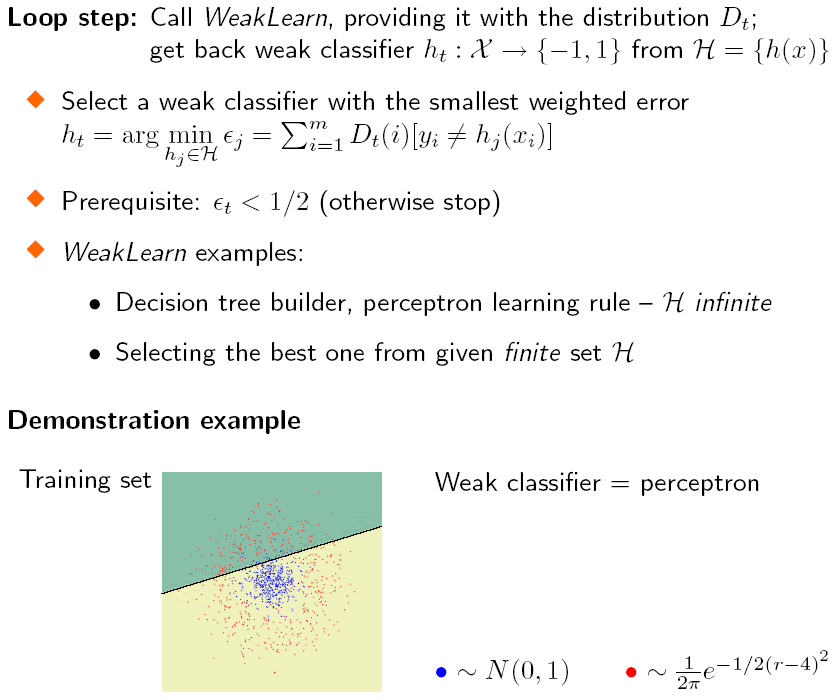 Loop step: Call WeakLearn, providing it with the distribution $D_t$;
get back weak classifier $h_t : \mathcal{X} \to \{-1, 1\}$ from $\mathcal{H} = \{h(x)\}$
◆ Select a weak classifier with the smallest weighted error
$h_t = \arg\min_{h_j \in \mathcal{H}} \epsilon_j = \sum_{i=1}^{m} D_t(i)[y_i \neq h_j(x_i)]$
◆ Prerequisite: $\epsilon_t < 1/2$ (otherwise stop)
◆ WeakLearn examples:
• Decision tree builder, perceptron learning rule – $\mathcal{H}$ infinite
• Selecting the best one from given finite set $\mathcal{H}$
Demonstration example
Training set
Weak classifier = perceptron
$\sim N(0, 1)$
$\sim \frac{1}{2\pi} e^{-1/2(r-4)^2}$